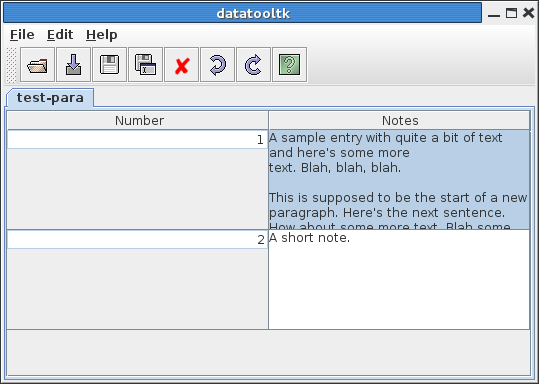 datatooltk
File Edit Help
?
test-para
Number Notes
1 A sample entry with quite a bit of text
and here's some more
text. Blah, blah, blah.
This is supposed to be the start of a new
paragraph. Here's the next sentence.
How about some more text. Blah some
2 A short note.